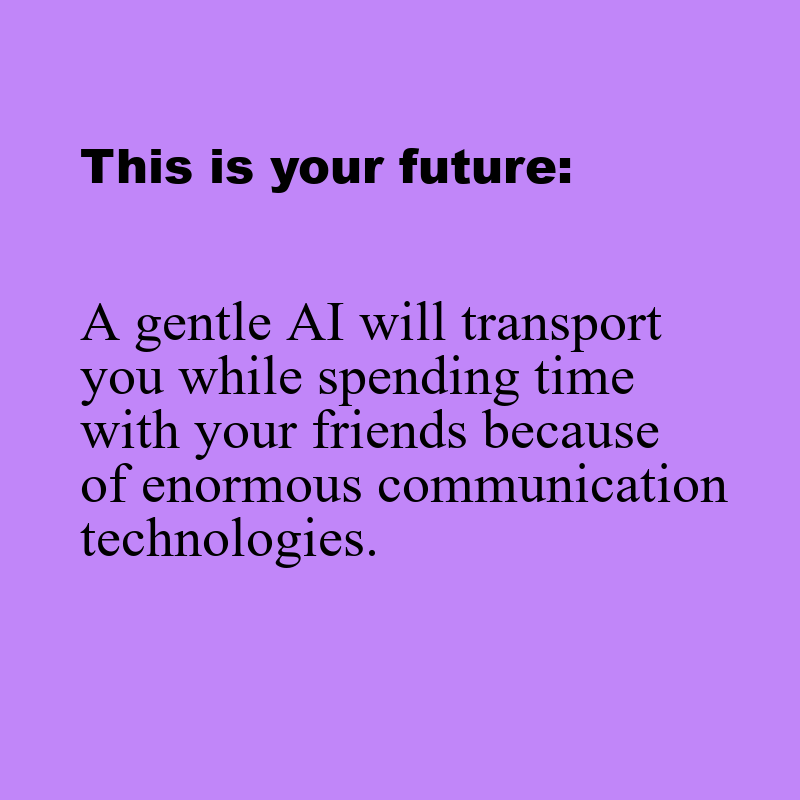 This is your future:
A gentle AI will transport
you while spending time
with your friends because
of enormous communication
technologies.